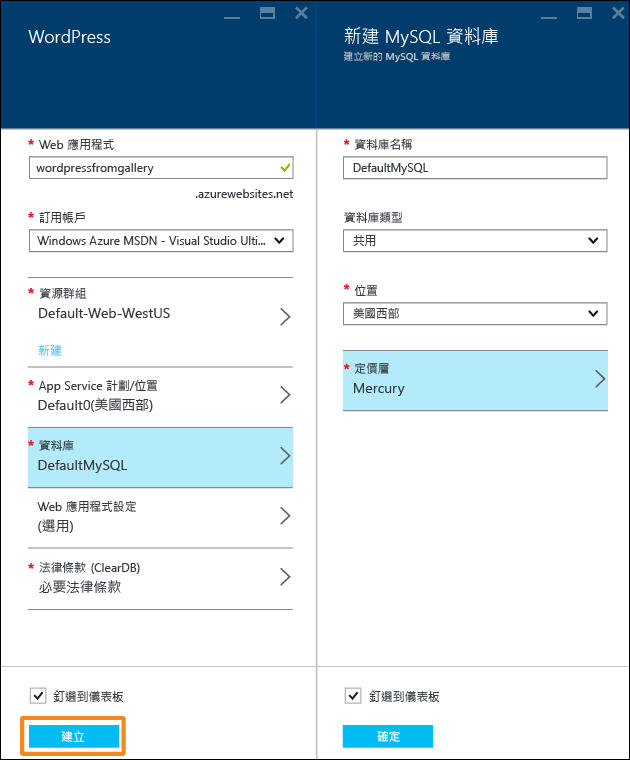 WordPress
* Web 應用程式
wordpressfromgallery
.azurewebsites.net
* 訂用帳戶
Windows Azure MSDN - Visual Studio Ulti...
* 資源群組
Default-Web-WestUS
新建
* App Service 計劃/位置
Default0(美國西部)
* 資料庫
DefaultMySQL
Web 應用程式設定
(選用)
* 法律條款 (ClearDB)
必要法律條款
釘選到儀表板
建立
新建 MySQL 資料庫
建立新的 MySQL 資料庫
* 資料庫名稱
DefaultMySQL
資料庫類型
共用
* 位置
美國西部
* 定價層
Mercury
釘選到儀表板
確定